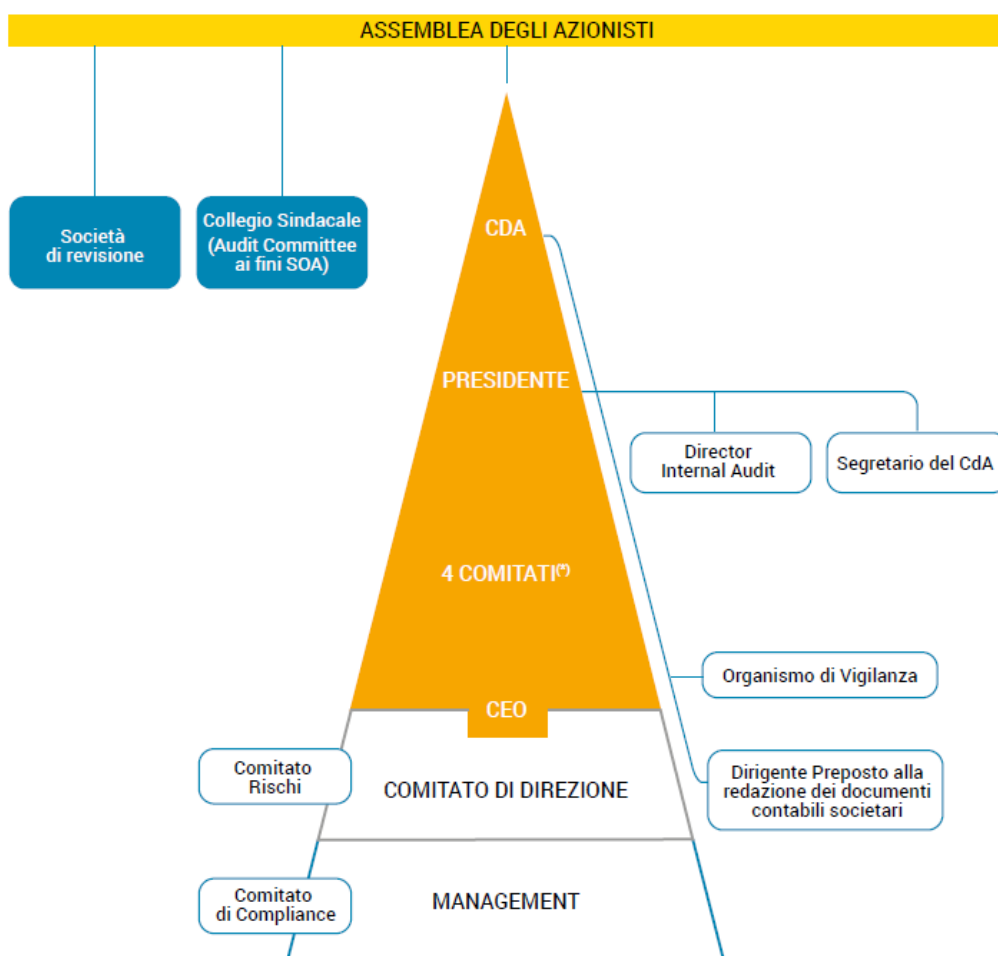 ASSEMBLEA DEGLI AZIONISTI
Società
di revisione
Collegio Sindacale
(Audit Committee
ai fini SOA)
CDA
PRESIDENTE
Director
Internal Audit
Segretario del CdA
4 COMITATI(*)
Organismo di Vigilanza
CEO
Comitato
Rischi
COMITATO DI DIREZIONE
Dirigente Preposto alla
redazione dei documenti
contabili societari
Comitato
di Compliance
MANAGEMENT